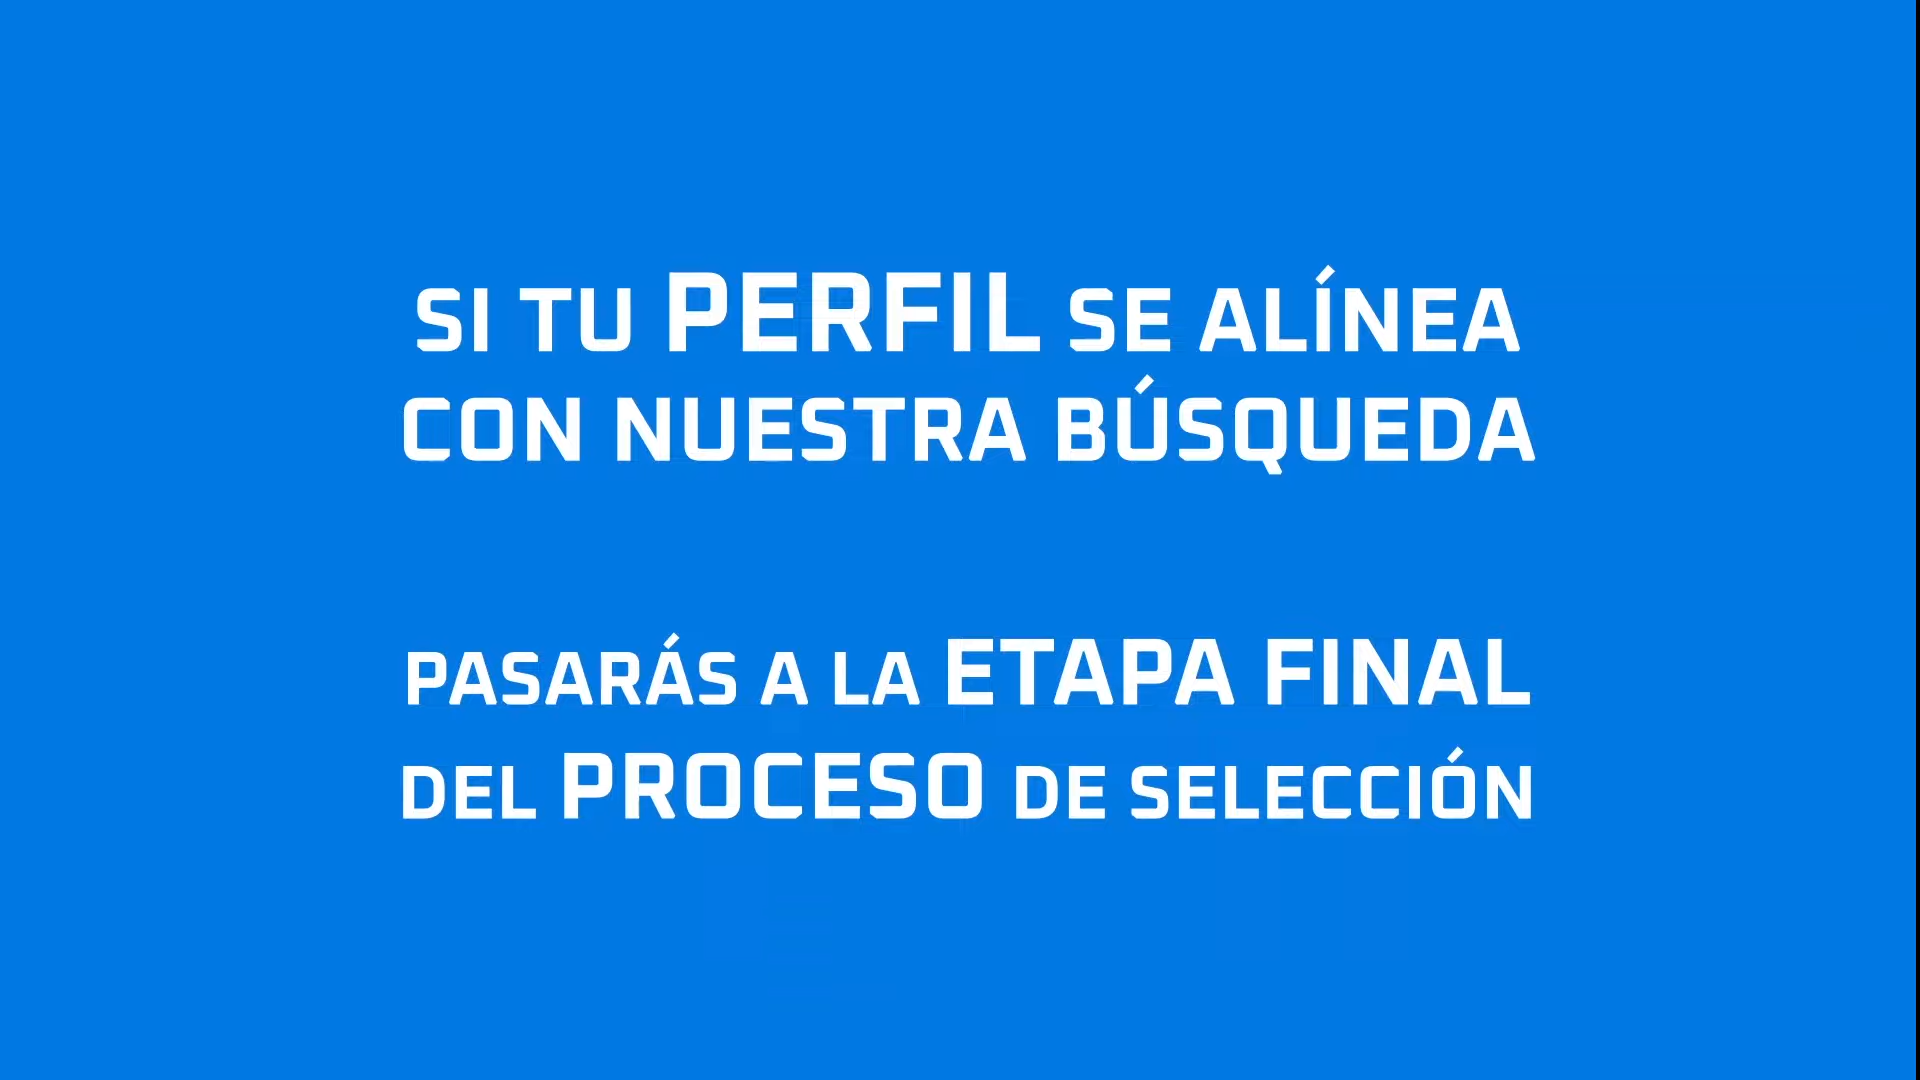 SI TU PERFIL SE ALÍNEA
CON NUESTRA BÚSQUEDA
PASARÁS A LA ETAPA FINAL
DEL PROCESO DE SELECCIÓN